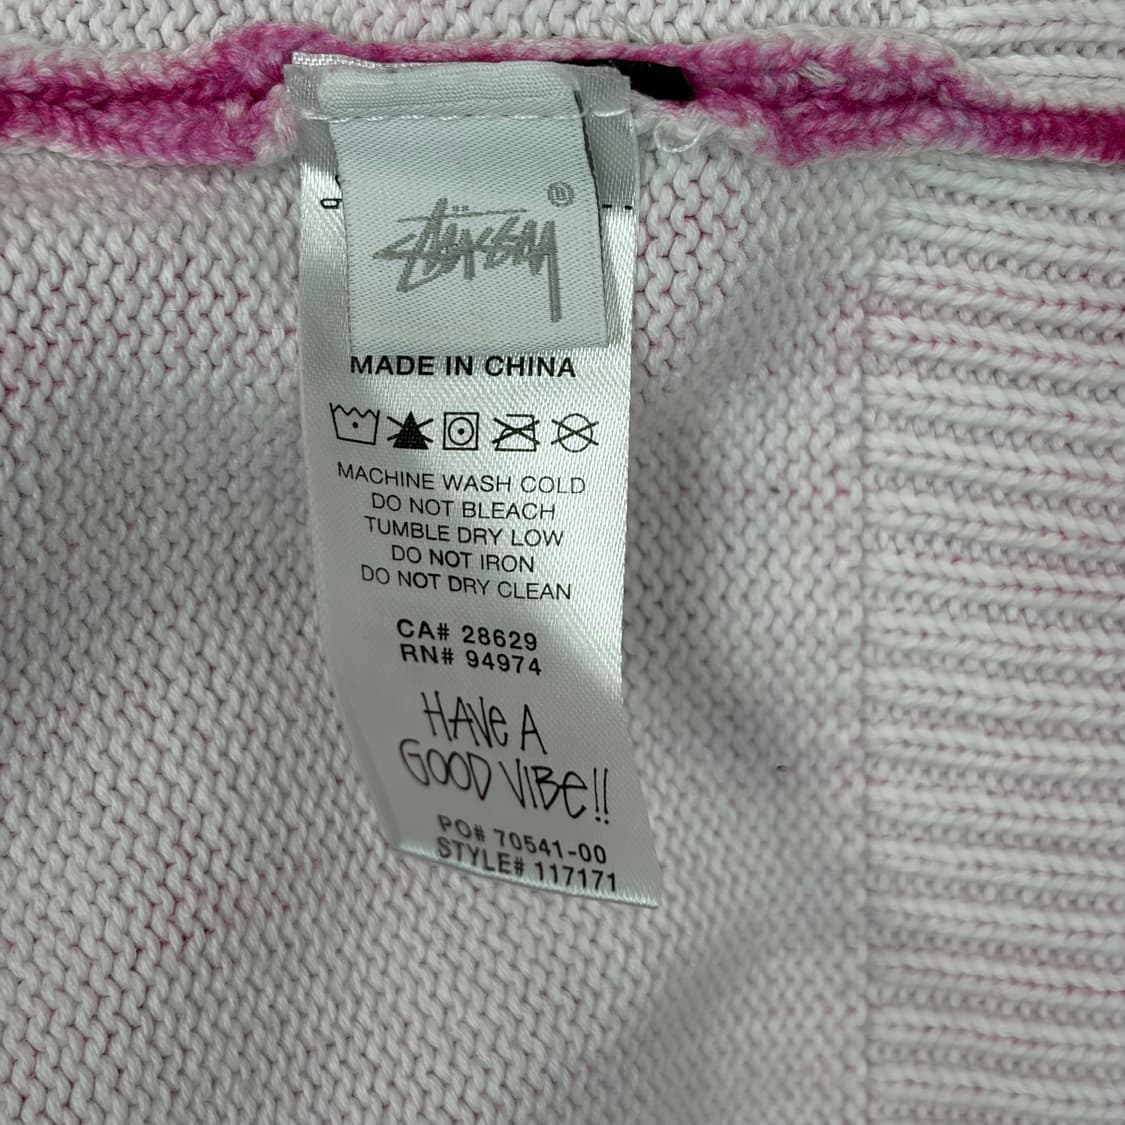 Stüssy ®
MADE IN CHINA
MACHINE WASH COLD
DO NOT BLEACH
TUMBLE DRY LOW
DO NOT IRON
DO NOT DRY CLEAN
CA# 28629
RN# 94974
HAVE A
GOOD VIBE!!
PO# 70541-00
STYLE# 117171